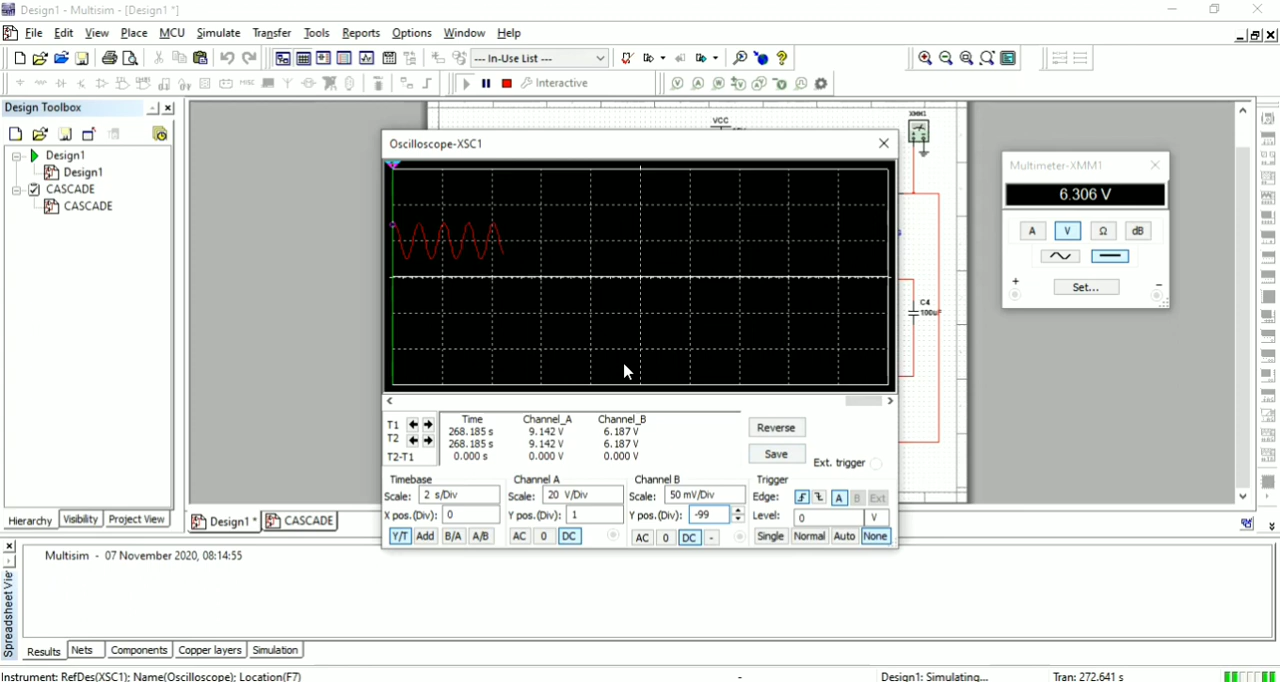 Design1 - Multisim - [Design1 *]
File Edit View Place MCU Simulate Transfer Tools Reports Options Window Help
--- In-Use List ---
Interactive
Design Toolbox
Design1
Design1
CASCADE
CASCADE
Hierarchy Visibility Project View
VCC
XMM1
C4
100uF
Oscilloscope-XSC1
T1
T2
T2-T1
Time Channel_A Channel_B
268.185 s 9.142 V 6.187 V
268.185 s 9.142 V 6.187 V
0.000 s 0.000 V 0.000 V
Reverse
Save
Ext. trigger
Timebase
Scale: 2 s/Div
X pos.(Div): 0
Y/T Add B/A A/B
Channel A
Scale: 20 V/Div
Y pos.(Div): 1
AC 0 DC
Channel B
Scale: 50 mV/Div
Y pos.(Div): -99
AC 0 DC -
Trigger
Edge: A B Ext
Level: 0 V
Single Normal Auto None
Multimeter-XMM1
6.306 V
A V Ω dB
+ Set... -
Design1 * CASCADE
Multisim - 07 November 2020, 08:14:55
Spreadsheet View
Results Nets Components Copper layers Simulation
Instrument: RefDes(XSC1); Name(Oscilloscope); Location(F7)
-
Design1: Simulating...
Tran: 272.641 s